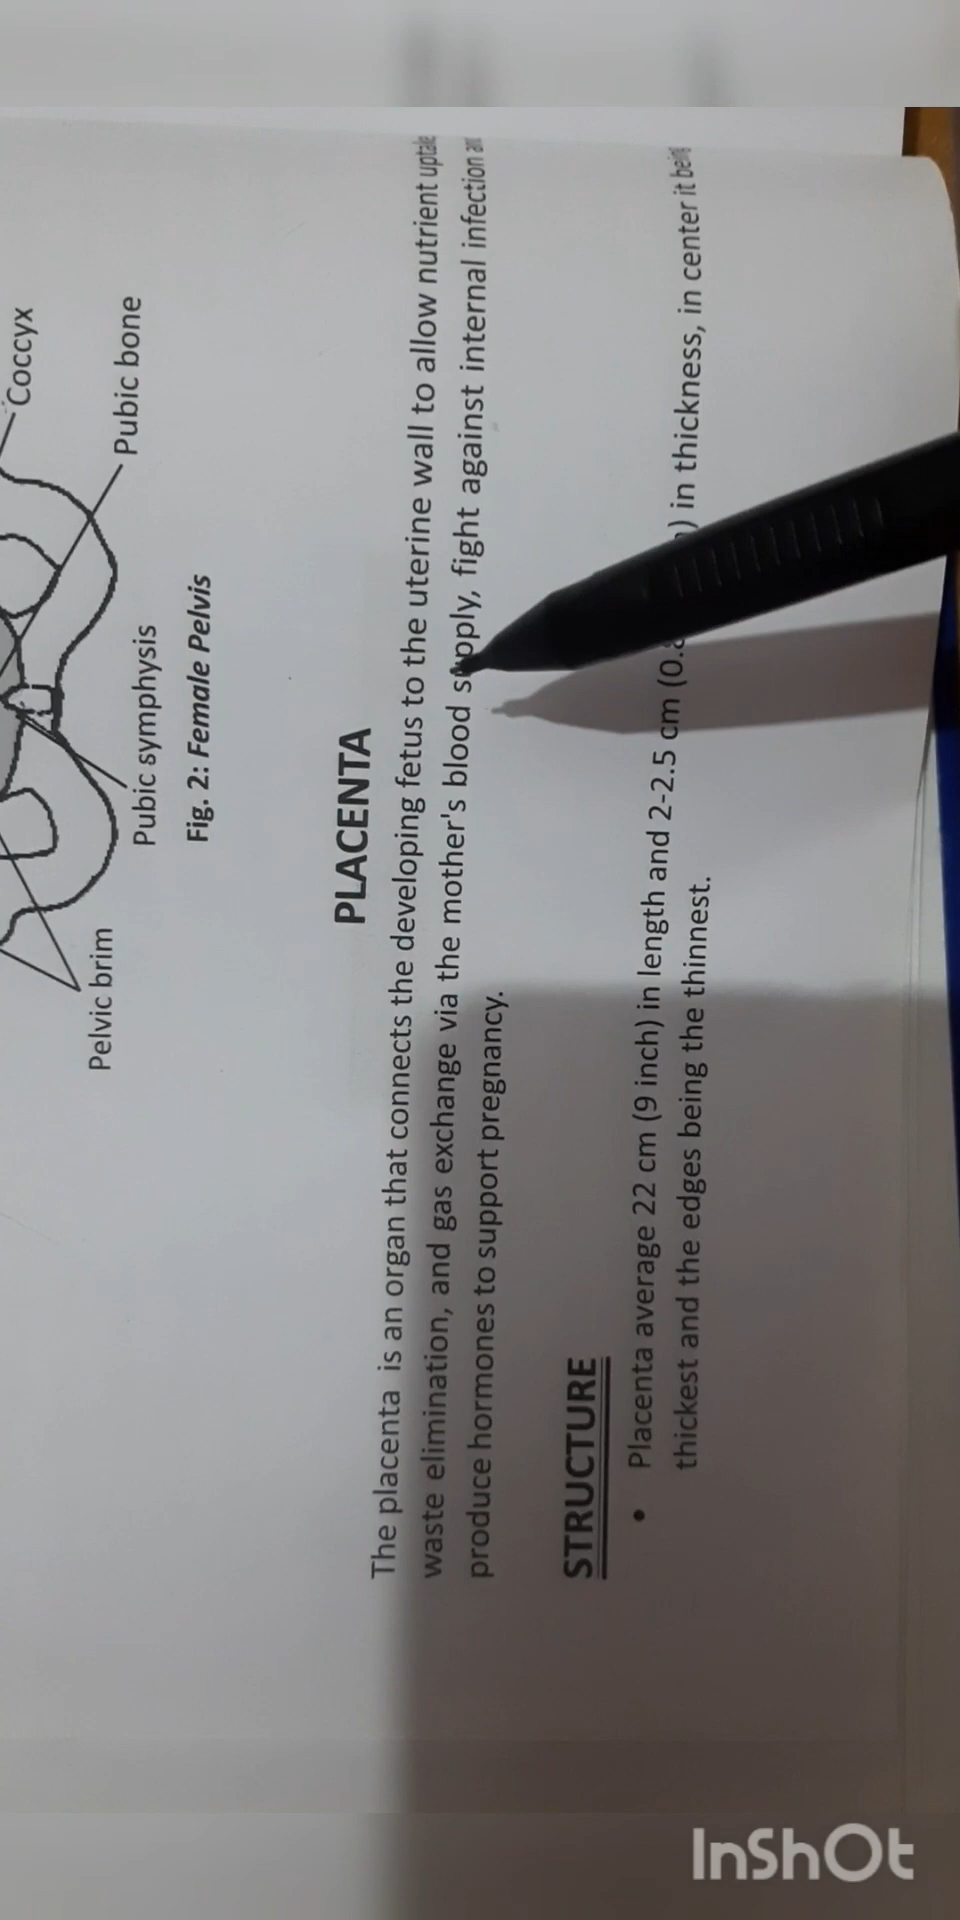 Coccyx
Pubic bone
Pubic symphysis
Pelvic brim
Fig. 2: Female Pelvis
PLACENTA
The placenta is an organ that connects the developing fetus to the uterine wall to allow nutrient uptake
waste elimination, and gas exchange via the mother's blood supply, fight against internal infection
produce hormones to support pregnancy.
STRUCTURE
• Placenta average 22 cm (9 inch) in length and 2-2.5 cm in thickness, in center it being
thickest and the edges being the thinnest.
InShOt